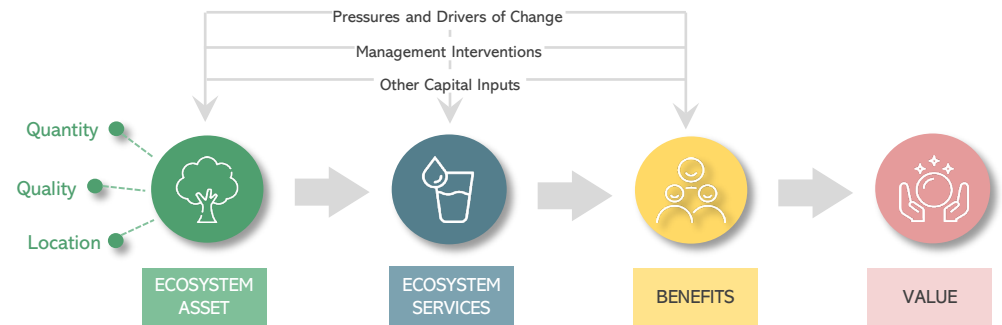 Pressures and Drivers of Change
Management Interventions
Other Capital Inputs
Quantity
Quality
Location
ECOSYSTEM
ASSET
ECOSYSTEM
SERVICES
BENEFITS
VALUE